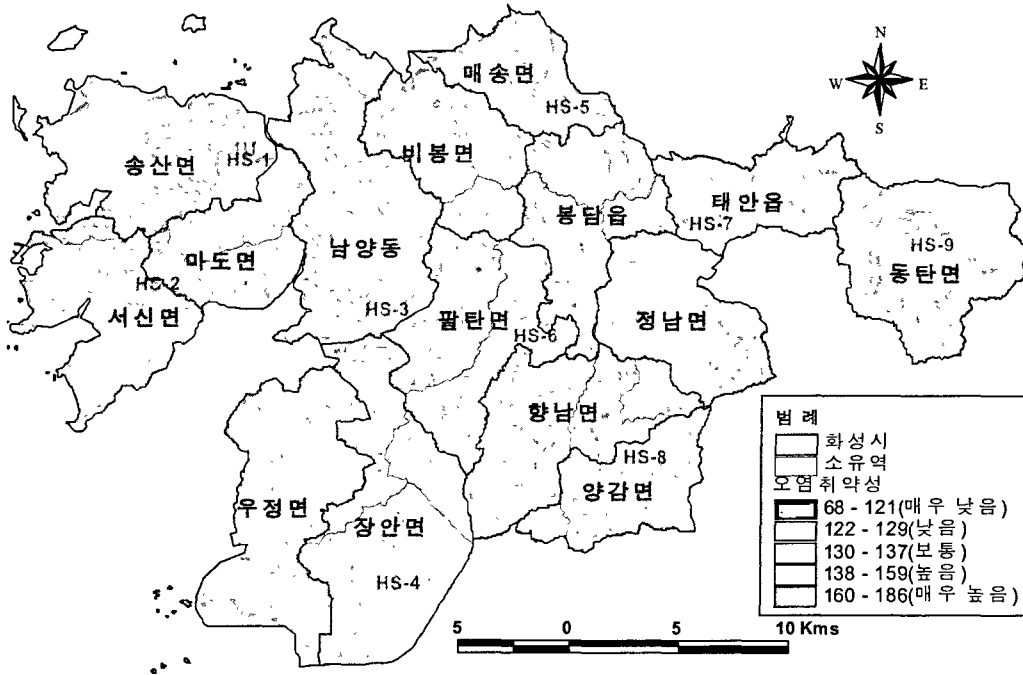 N
W E
S
매송면
HS-5
비봉면
송산면
HS-1
봉담읍
태안읍
HS-7
HS-9
동탄면
마도면
남양동
HS-2
서신면
HS-3
팔탄면
HS-6
정남면
향남면
HS-8
양감면
우정면
장안면
HS-4
범례
화성시
소유역
오염취약성
68 - 121(매우 낮음)
122 - 129(낮음)
130 - 137(보통)
138 - 159(높음)
160 - 186(매우 높음)
5 0 5 10 Kms